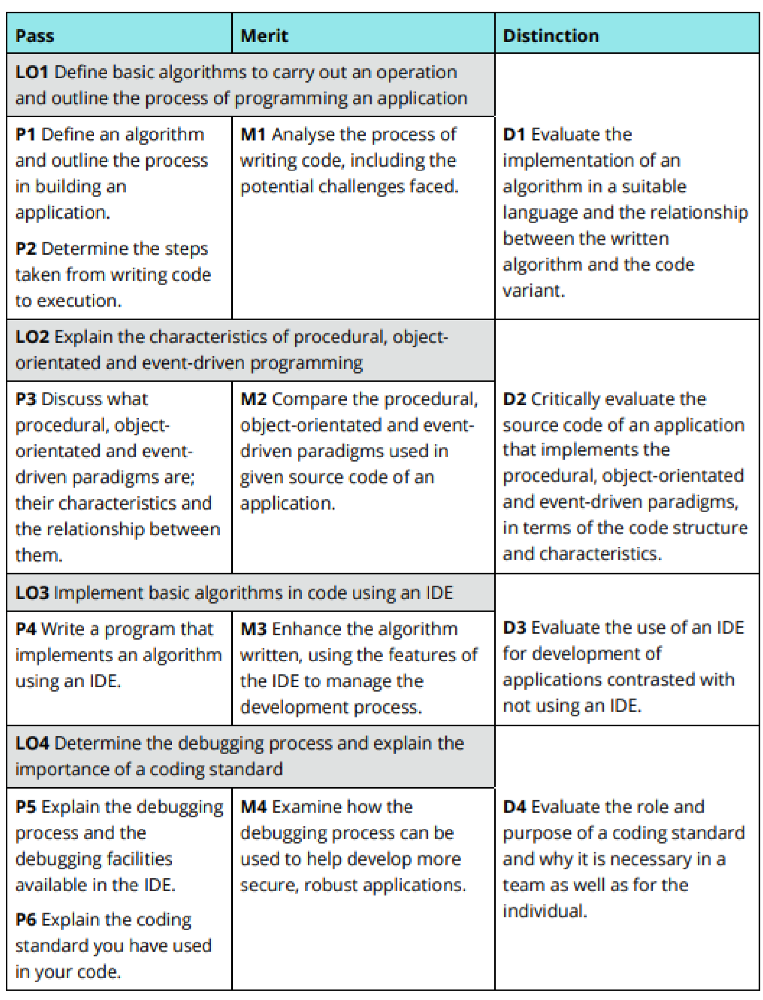 Pass
Merit
Distinction
LO1 Define basic algorithms to carry out an operation
and outline the process of programming an application
P1 Define an algorithm
and outline the process
in building an
application.
P2 Determine the steps
taken from writing code
to execution.
M1 Analyse the process of
writing code, including the
potential challenges faced.
D1 Evaluate the
implementation of an
algorithm in a suitable
language and the relationship
between the written
algorithm and the code
variant.
LO2 Explain the characteristics of procedural, object-
orientated and event-driven programming
P3 Discuss what
procedural, object-
orientated and event-
driven paradigms are;
their characteristics and
the relationship between
them.
M2 Compare the procedural,
object-orientated and event-
driven paradigms used in
given source code of an
application.
D2 Critically evaluate the
source code of an application
that implements the
procedural, object-orientated
and event-driven paradigms,
in terms of the code structure
and characteristics.
LO3 Implement basic algorithms in code using an IDE
P4 Write a program that
implements an algorithm
using an IDE.
M3 Enhance the algorithm
written, using the features of
the IDE to manage the
development process.
D3 Evaluate the use of an IDE
for development of
applications contrasted with
not using an IDE.
LO4 Determine the debugging process and explain the
importance of a coding standard
P5 Explain the debugging
process and the
debugging facilities
available in the IDE.
P6 Explain the coding
standard you have used
in your code.
M4 Examine how the
debugging process can be
used to help develop more
secure, robust applications.
D4 Evaluate the role and
purpose of a coding standard
and why it is necessary in a
team as well as for the
individual.